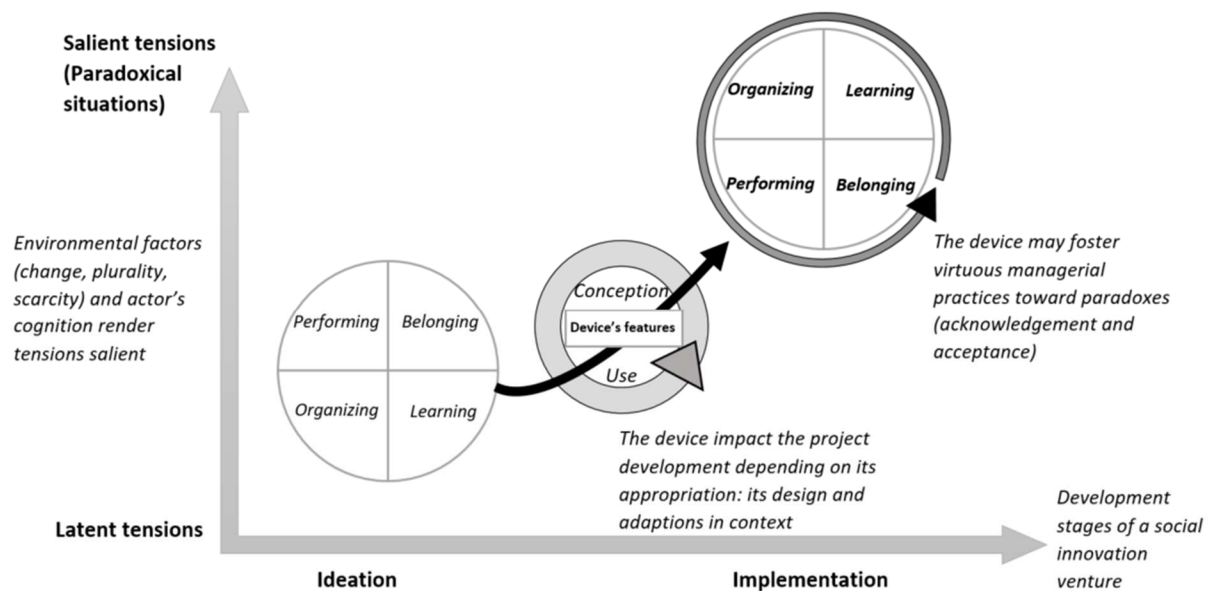 Salient tensions
(Paradoxical
situations)
Organizing
Learning
Performing
Belonging
Environmental factors
(change, plurality,
scarcity) and actor's
cognition render
tensions salient
The device may foster
virtuous managerial
practices toward paradoxes
(acknowledgement and
acceptance)
Performing
Belonging
Organizing
Learning
Conception
Device's features
Use
The device impact the project
development depending on its
appropriation: its design and
adaptions in context
Latent tensions
Development
stages of a social
innovation
venture
Ideation
Implementation